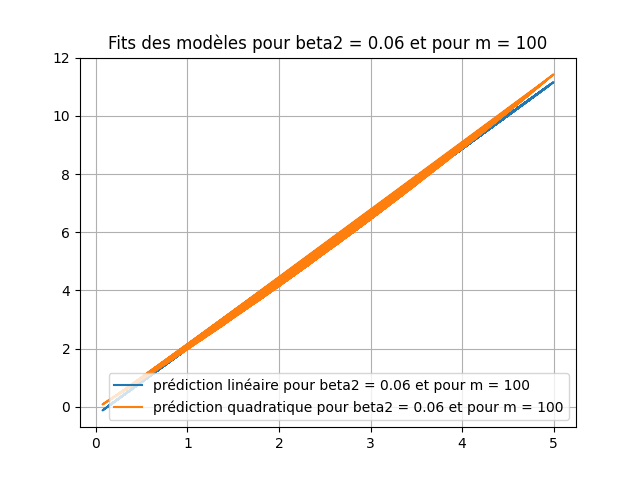 Fits des modèles pour beta2 = 0.06 et pour m = 100
12
10
8
6
4
2
0
prédiction linéaire pour beta2 = 0.06 et pour m = 100
prédiction quadratique pour beta2 = 0.06 et pour m = 100
0 1 2 3 4 5